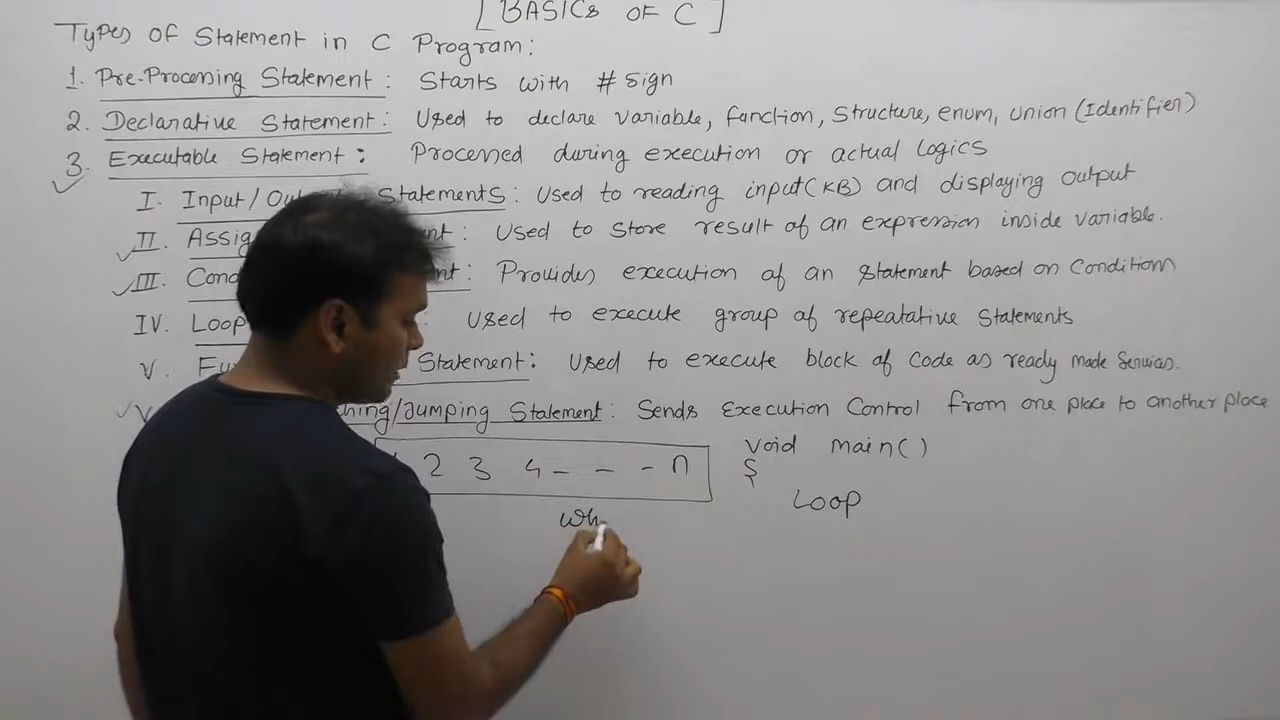 [ BASICS OF C ]
Types of Statement in C Program:
1. Pre-Processing Statement: Starts with # Sign
2. Declarative Statement: Used to declare variable, function, Structure, enum, union (Identifier)
3. Executable Statement: Processed during execution or actual logics
I. Input/Ou Statements: Used to reading input(KB) and displaying output
II. Assig nt: Used to store result of an expression inside variable.
III. Cond nt: Provides execution of an Statement based on Conditions
IV. Loop Used to execute group of repeatative Statements
V. Fu Statement: Used to execute block of Code as ready made Services.
V hing/Jumping Statement: Sends Execution Control from one place to another place
2 3 4 – – – n
void main()
{
Loop
wh